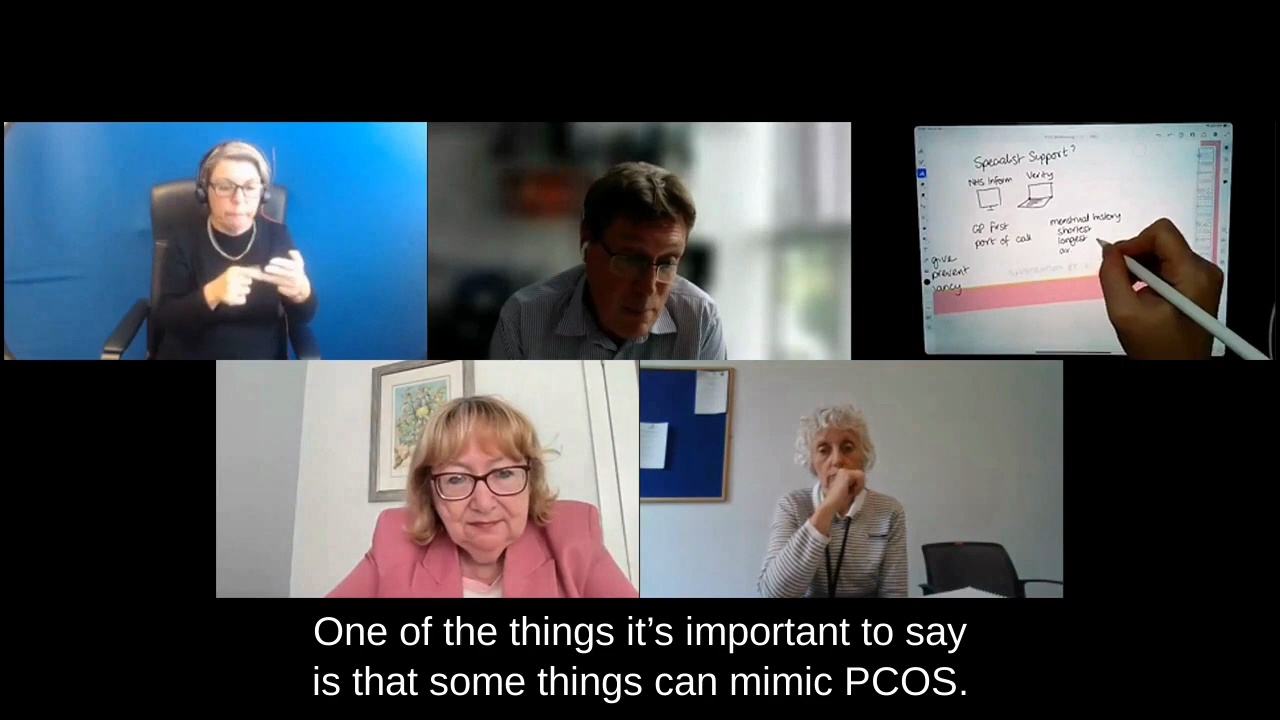 Specialist Support?
NHS Inform Verity
GP first
port of call
menstrual history
shortest
longest
give
prevent
One of the things it's important to say
is that some things can mimic PCOS.